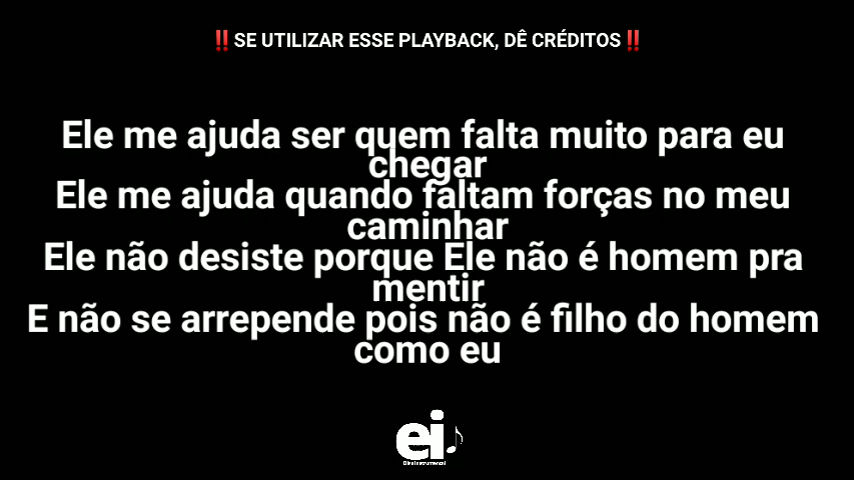 ‼️SE UTILIZAR ESSE PLAYBACK, DÊ CRÉDITOS‼️
Ele me ajuda ser quem falta muito para eu
chegar
Ele me ajuda quando faltam forças no meu
caminhar
Ele não desiste porque Ele não é homem pra
mentir
E não se arrepende pois não é filho do homem
como eu
ei